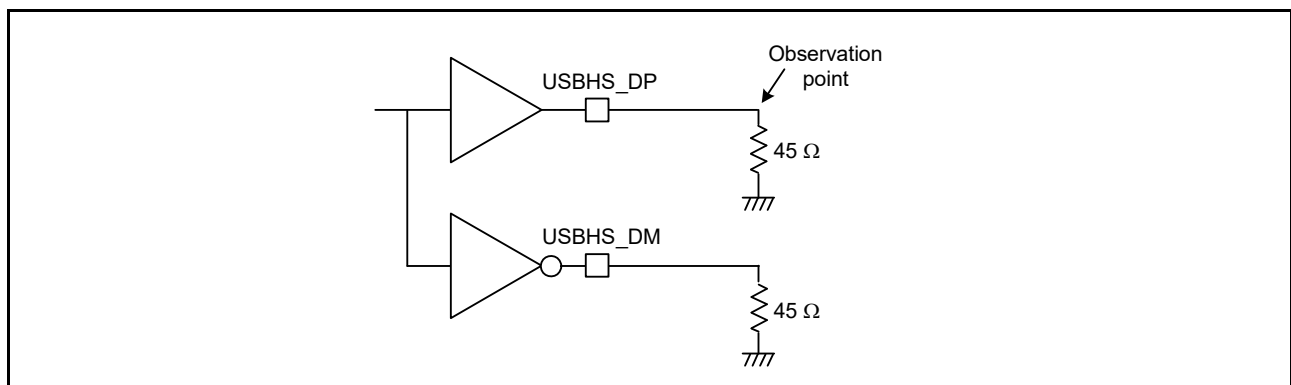 Observation
point
USBHS_DP
45 Ω
USBHS_DM
45 Ω